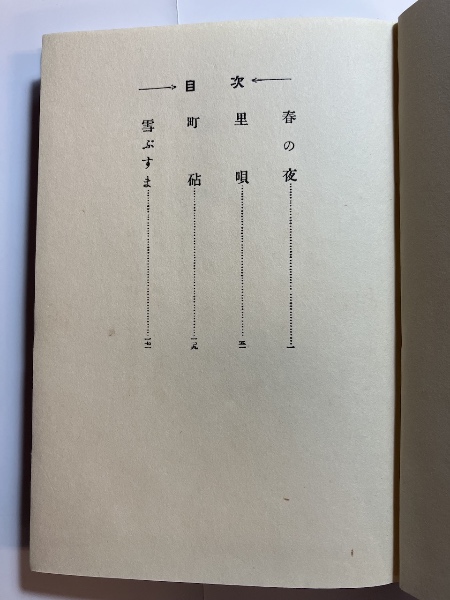 目次
春の夜……一
里唄……
町砧……
雪ぶすま……